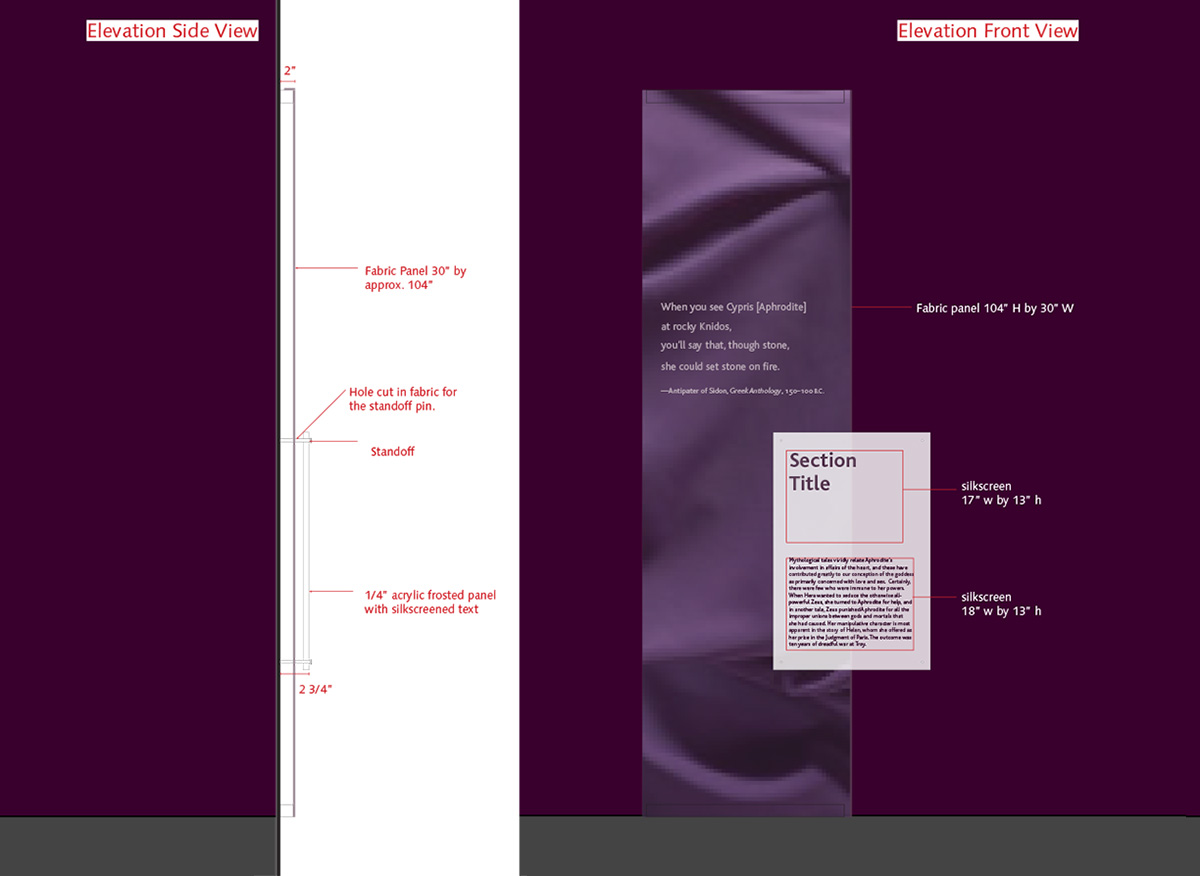 Elevation Side View
2"
Fabric Panel 30" by
approx. 104"
Hole cut in fabric for
the standoff pin.
Standoff
1/4" acrylic frosted panel
with silkscreened text
2 3/4"
Elevation Front View
When you see Cypris [Aphrodite]
at rocky Knidos,
you'll say that, though stone,
she could set stone on fire.
—Antipater of Sidon, Greek Anthology, 150–100 B.C.
Fabric panel 104" H by 30" W
Section
Title
silkscreen
17" w by 13" h
Mythological tales vividly relate Aphrodite's
involvement in affairs of the heart, and these have
contributed greatly to our conception of the goddess
as primarily concerned with love and sex. Certainly,
there were few who were immune to her powers.
When Hera wanted to seduce the otherwise all-
powerful Zeus, she turned to Aphrodite for help, and
in another tale, Zeus punished Aphrodite for all the
improper unions between gods and mortals that
she had caused. Her manipulative character is most
apparent in the story of Helen, whom she offered as
her prize in the Judgment of Paris. The outcome was
ten years of dreadful war at Troy.
silkscreen
18" w by 13" h